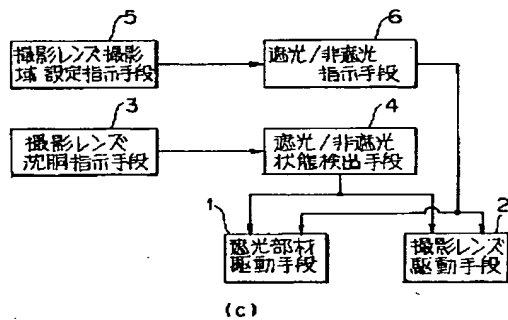 5
撮影レンズ撮影
域設定指示手段
6
遮光/非遮光
指示手段
3
撮影レンズ
沈胴指示手段
4
遮光/非遮光
状態検出手段
1
遮光部材
駆動手段
2
撮影レンズ
駆動手段
(c)